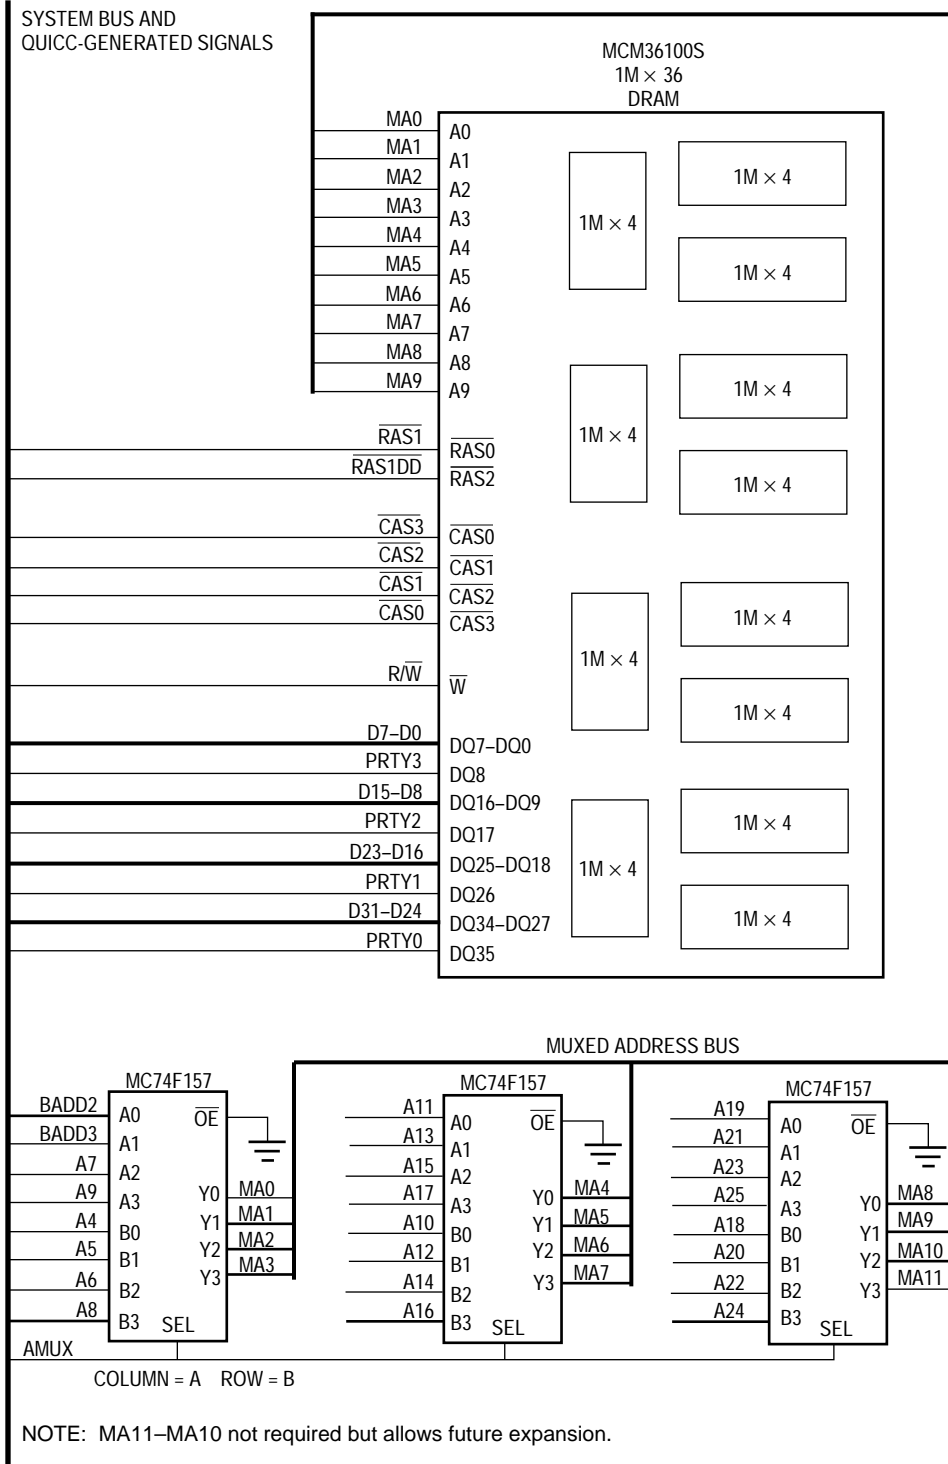 SYSTEM BUS AND
QUICC-GENERATED SIGNALS
MCM36100S
1M × 36
DRAM
MA0 A0
MA1 A1
MA2 A2
MA3 A3
MA4 A4
MA5 A5
MA6 A6
MA7 A7
MA8 A8
MA9 A9
RAS1 RAS0
RAS1DD RAS2
CAS3 CAS0
CAS2 CAS1
CAS1 CAS2
CAS0 CAS3
R/W W
D7–D0 DQ7–DQ0
PRTY3 DQ8
D15–D8 DQ16–DQ9
PRTY2 DQ17
D23–D16 DQ25–DQ18
PRTY1 DQ26
D31–D24 DQ34–DQ27
PRTY0 DQ35
1M × 4
1M × 4
1M × 4
1M × 4
1M × 4
1M × 4
1M × 4
1M × 4
1M × 4
1M × 4
1M × 4
1M × 4
MUXED ADDRESS BUS
MC74F157
BADD2 A0
BADD3 A1
A7 A2
A9 A3
A4 B0
A5 B1
A6 B2
A8 B3
OE
Y0 MA0
Y1 MA1
Y2 MA2
Y3 MA3
SEL
MC74F157
A11 A0
A13 A1
A15 A2
A17 A3
A10 B0
A12 B1
A14 B2
A16 B3
OE
Y0 MA4
Y1 MA5
Y2 MA6
Y3 MA7
SEL
MC74F157
A19 A0
A21 A1
A23 A2
A25 A3
A18 B0
A20 B1
A22 B2
A24 B3
OE
Y0 MA8
Y1 MA9
Y2 MA10
Y3 MA11
SEL
AMUX
COLUMN = A ROW = B
NOTE: MA11–MA10 not required but allows future expansion.